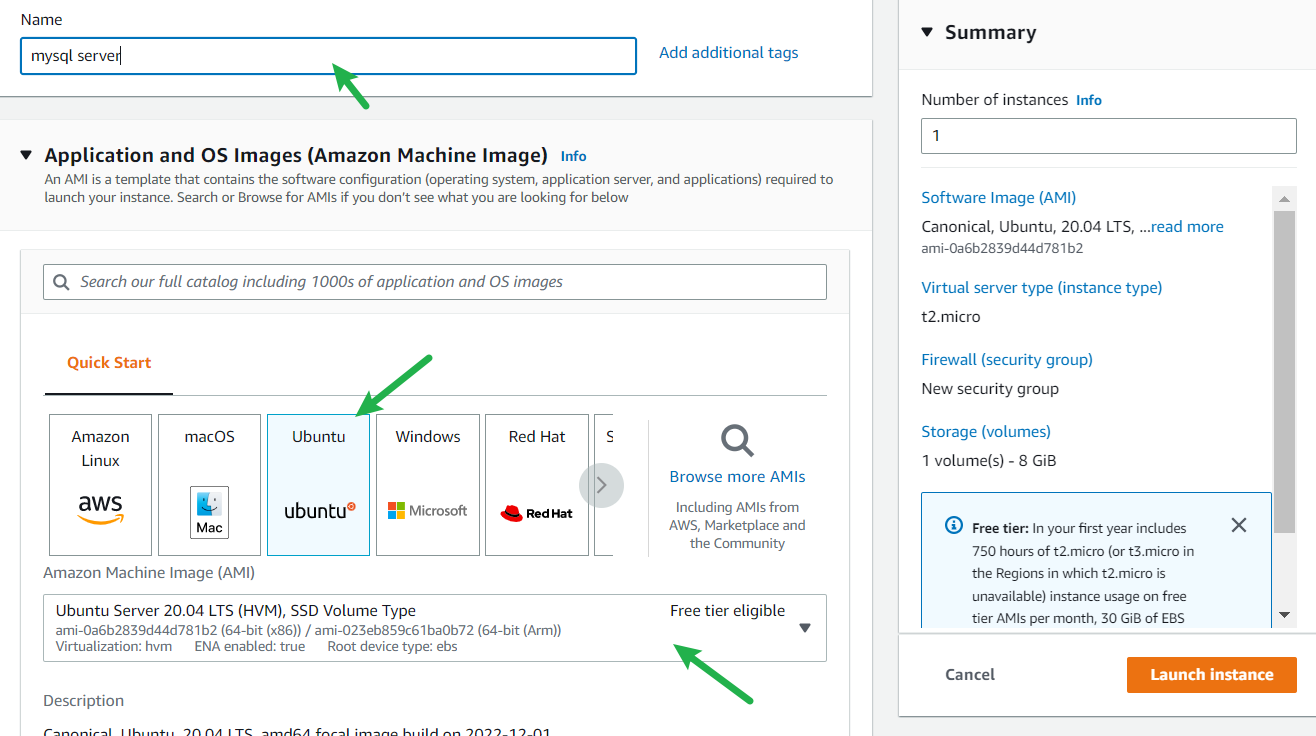 Name
mysql server
Add additional tags
Application and OS Images (Amazon Machine Image) Info
An AMI is a template that contains the software configuration (operating system, application server, and applications) required to
launch your instance. Search or Browse for AMIs if you don't see what you are looking for below
Search our full catalog including 1000s of application and OS images
Quick Start
Amazon
Linux
aws
macOS
Mac
Ubuntu
ubuntu
Windows
Microsoft
Red Hat
Red Hat
S
Browse more AMIs
Including AMIs from
AWS, Marketplace and
the Community
Amazon Machine Image (AMI)
Ubuntu Server 20.04 LTS (HVM), SSD Volume Type
Free tier eligible
ami-0a6b2839d44d781b2 (64-bit (x86)) / ami-023eb859c61ba0b72 (64-bit (Arm))
Virtualization: hvm ENA enabled: true Root device type: ebs
Description
Canonical, Ubuntu, 20.04 LTS, amd64 focal image build on 2022-12-01
Summary
Number of instances Info
1
Software Image (AMI)
Canonical, Ubuntu, 20.04 LTS, ...read more
ami-0a6b2839d44d781b2
Virtual server type (instance type)
t2.micro
Firewall (security group)
New security group
Storage (volumes)
1 volume(s) - 8 GiB
Free tier: In your first year includes
750 hours of t2.micro (or t3.micro in
the Regions in which t2.micro is
unavailable) instance usage on free
tier AMIs per month, 30 GiB of EBS
Cancel
Launch instance